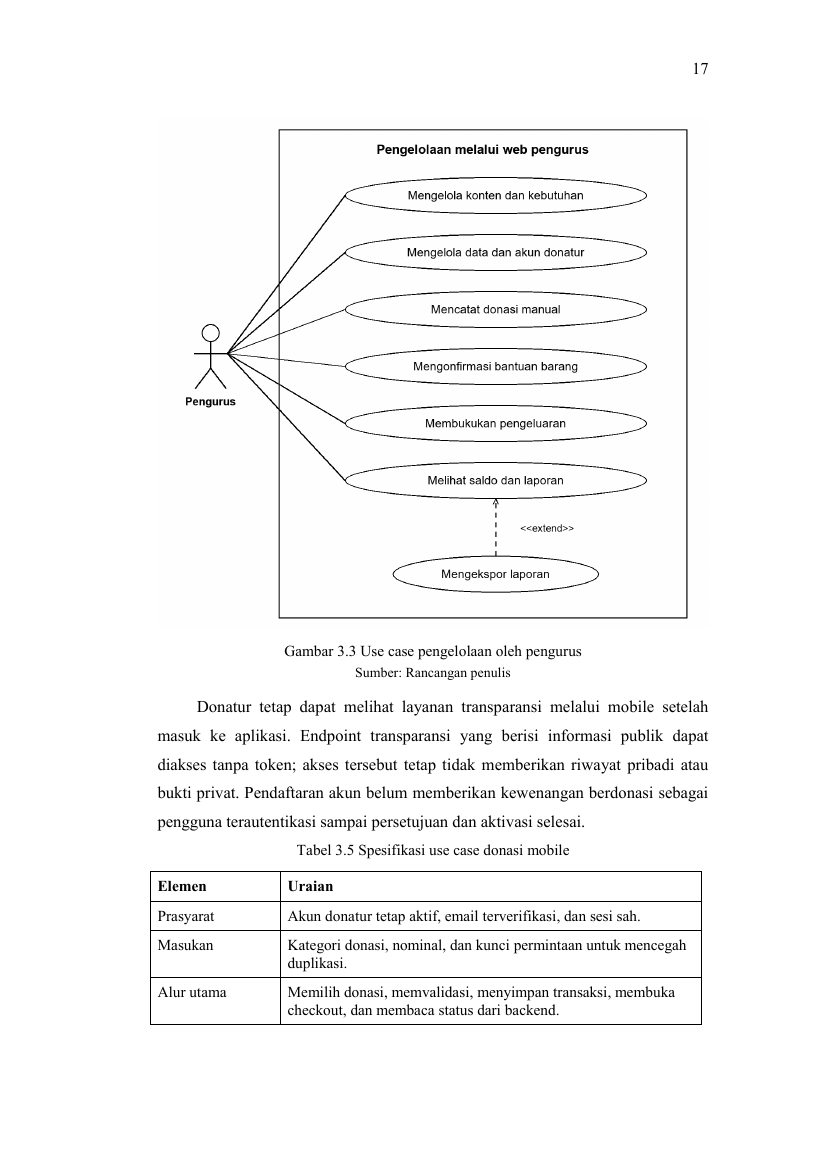 17
Pengelolaan melalui web pengurus
Mengelola konten dan kebutuhan
Mengelola data dan akun donatur
Mencatat donasi manual
Mengonfirmasi bantuan barang
Pengurus
Membukukan pengeluaran
Melihat saldo dan laporan
<<extend>>
Mengekspor laporan
Gambar 3.3 Use case pengelolaan oleh pengurus
Sumber: Rancangan penulis
Donatur tetap dapat melihat layanan transparansi melalui mobile setelah
masuk ke aplikasi. Endpoint transparansi yang berisi informasi publik dapat
diakses tanpa token; akses tersebut tetap tidak memberikan riwayat pribadi atau
bukti privat. Pendaftaran akun belum memberikan kewenangan berdonasi sebagai
pengguna terautentikasi sampai persetujuan dan aktivasi selesai.
Tabel 3.5 Spesifikasi use case donasi mobile
Elemen Uraian
Prasyarat Akun donatur tetap aktif, email terverifikasi, dan sesi sah.
Masukan Kategori donasi, nominal, dan kunci permintaan untuk mencegah
duplikasi.
Alur utama Memilih donasi, memvalidasi, menyimpan transaksi, membuka
checkout, dan membaca status dari backend.